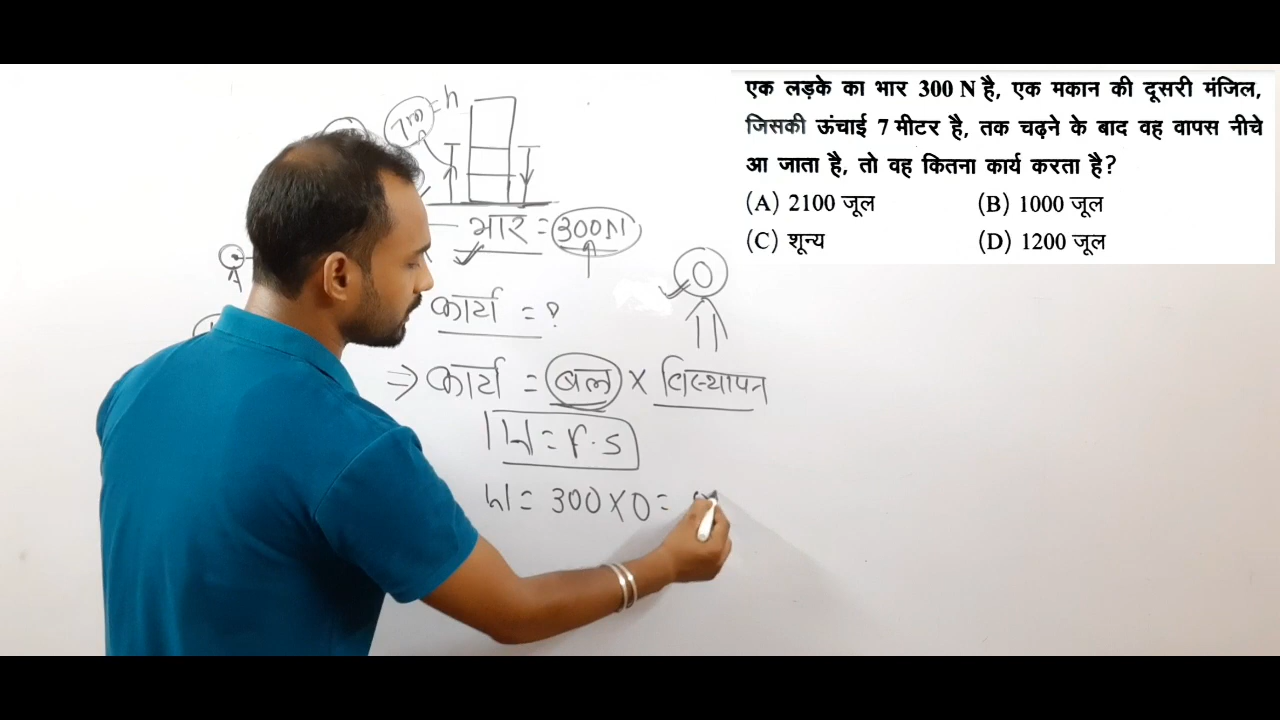 एक लड़के का भार 300 N है, एक मकान की दूसरी मंजिल,
जिसकी ऊंचाई 7 मीटर है, तक चढ़ने के बाद वह वापस नीचे
आ जाता है, तो वह कितना कार्य करता है?
(A) 2100 जूल (B) 1000 जूल
(C) शून्य (D) 1200 जूल
7m = h
भार = 300N
0
कार्य = ?
⇒ कार्य = बल × विस्थापन
W = F·S
W = 300 × 0 =